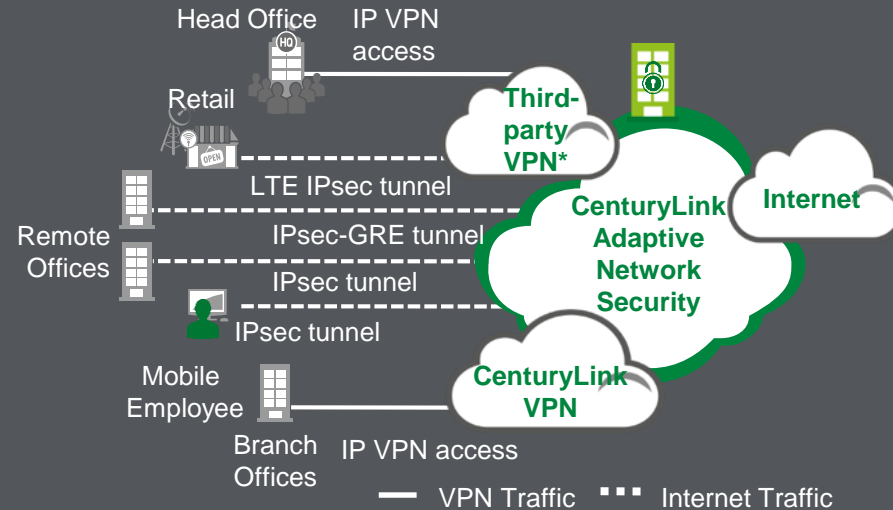 Head Office
HQ
IP VPN
access
Retail
OPEN
Third-
party
VPN*
LTE IPsec tunnel
Remote
Offices
IPsec-GRE tunnel
IPsec tunnel
IPsec tunnel
CenturyLink
Adaptive
Network
Security
Internet
Mobile
Employee
CenturyLink
VPN
Branch
Offices
IP VPN access
VPN Traffic
Internet Traffic